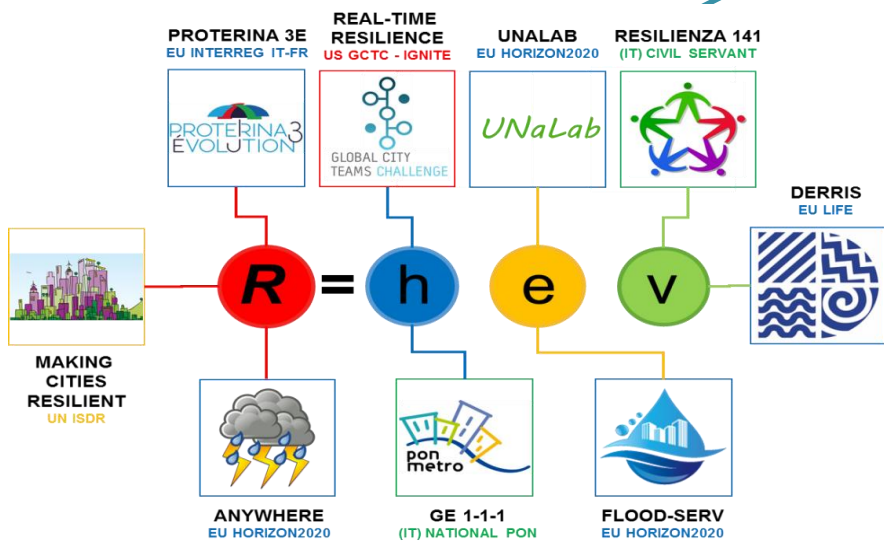 PROTERINA 3E
EU INTERREG IT-FR
REAL-TIME
RESILIENCE
US GCTC - IGNITE
UNALAB
EU HORIZON2020
RESILIENZA 141
(IT) CIVIL SERVANT
PROTERINA3
ÉVOLUTION
GLOBAL CITY
TEAMS CHALLENGE
UNaLab
DERRIS
EU LIFE
R = h e v
MAKING
CITIES
RESILIENT
UN ISDR
pon
metro
ANYWHERE
EU HORIZON2020
GE 1-1-1
(IT) NATIONAL PON
FLOOD-SERV
EU HORIZON2020